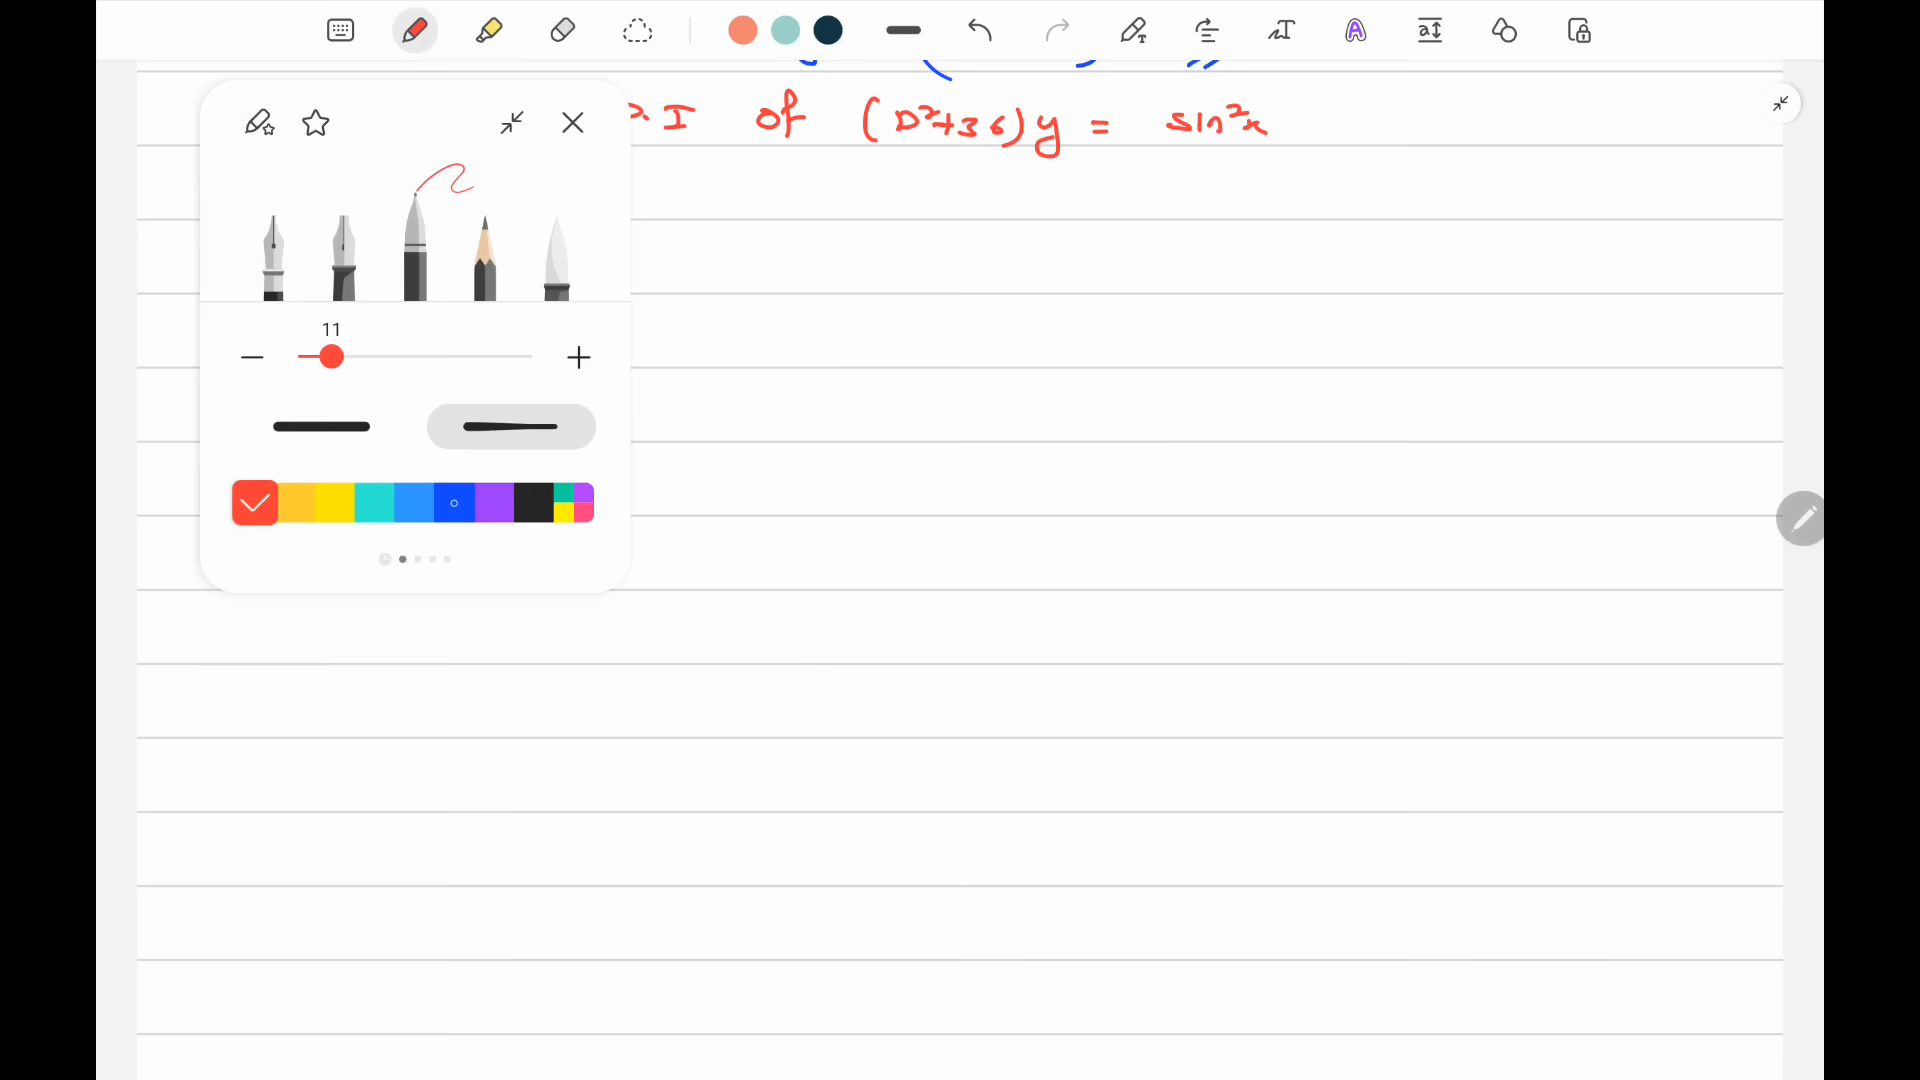 P.I of (D²+36)y = sin²x
11